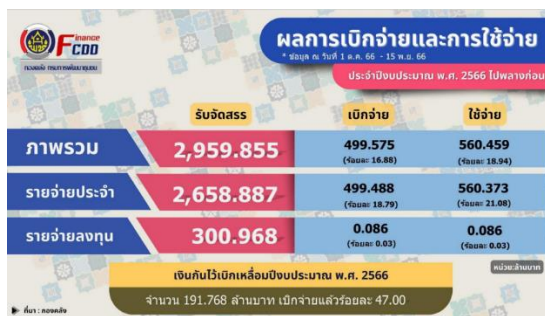 Finance
CDD
กองคลัง กรมการพัฒนาชุมชน
ผลการเบิกจ่ายและการใช้จ่าย
* ข้อมูล ณ วันที่ 1 ต.ค. 66 - 15 พ.ย. 66
ประจำปีงบประมาณ พ.ศ. 2566 ไปพลางก่อน
รับจัดสรร เบิกจ่าย ใช้จ่าย
ภาพรวม 2,959.855 499.575 560.459
(ร้อยละ 16.88) (ร้อยละ 18.94)
รายจ่ายประจำ 2,658.887 499.488 560.373
(ร้อยละ 18.79) (ร้อยละ 21.08)
รายจ่ายลงทุน 300.968 0.086 0.086
(ร้อยละ 0.03) (ร้อยละ 0.03)
หน่วย:ล้านบาท
เงินกันไว้เบิกเหลื่อมปีงบประมาณ พ.ศ. 2566
จำนวน 191.768 ล้านบาท เบิกจ่ายแล้วร้อยละ 47.00
ที่มา : กองคลัง